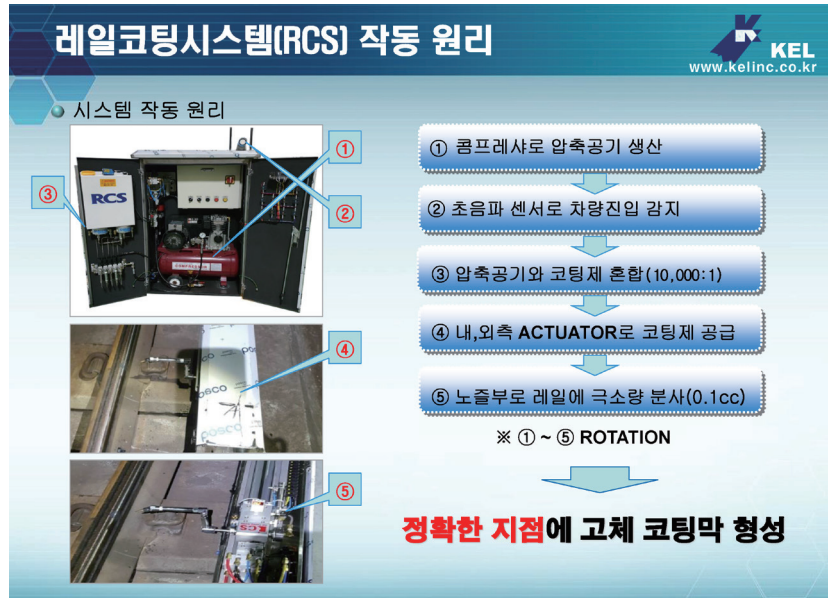 레일코팅시스템(RCS) 작동 원리
KEL
www.kelinc.co.kr
시스템 작동 원리
①
②
③
RCS
④
posco
posco
⑤
RCS
① 콤프레샤로 압축공기 생산
② 초음파 센서로 차량진입 감지
③ 압축공기와 코팅제 혼합(10,000:1)
④ 내,외측 ACTUATOR로 코팅제 공급
⑤ 노즐부로 레일에 극소량 분사(0.1cc)
※ ① ~ ⑤ ROTATION
정확한 지점에 고체 코팅막 형성